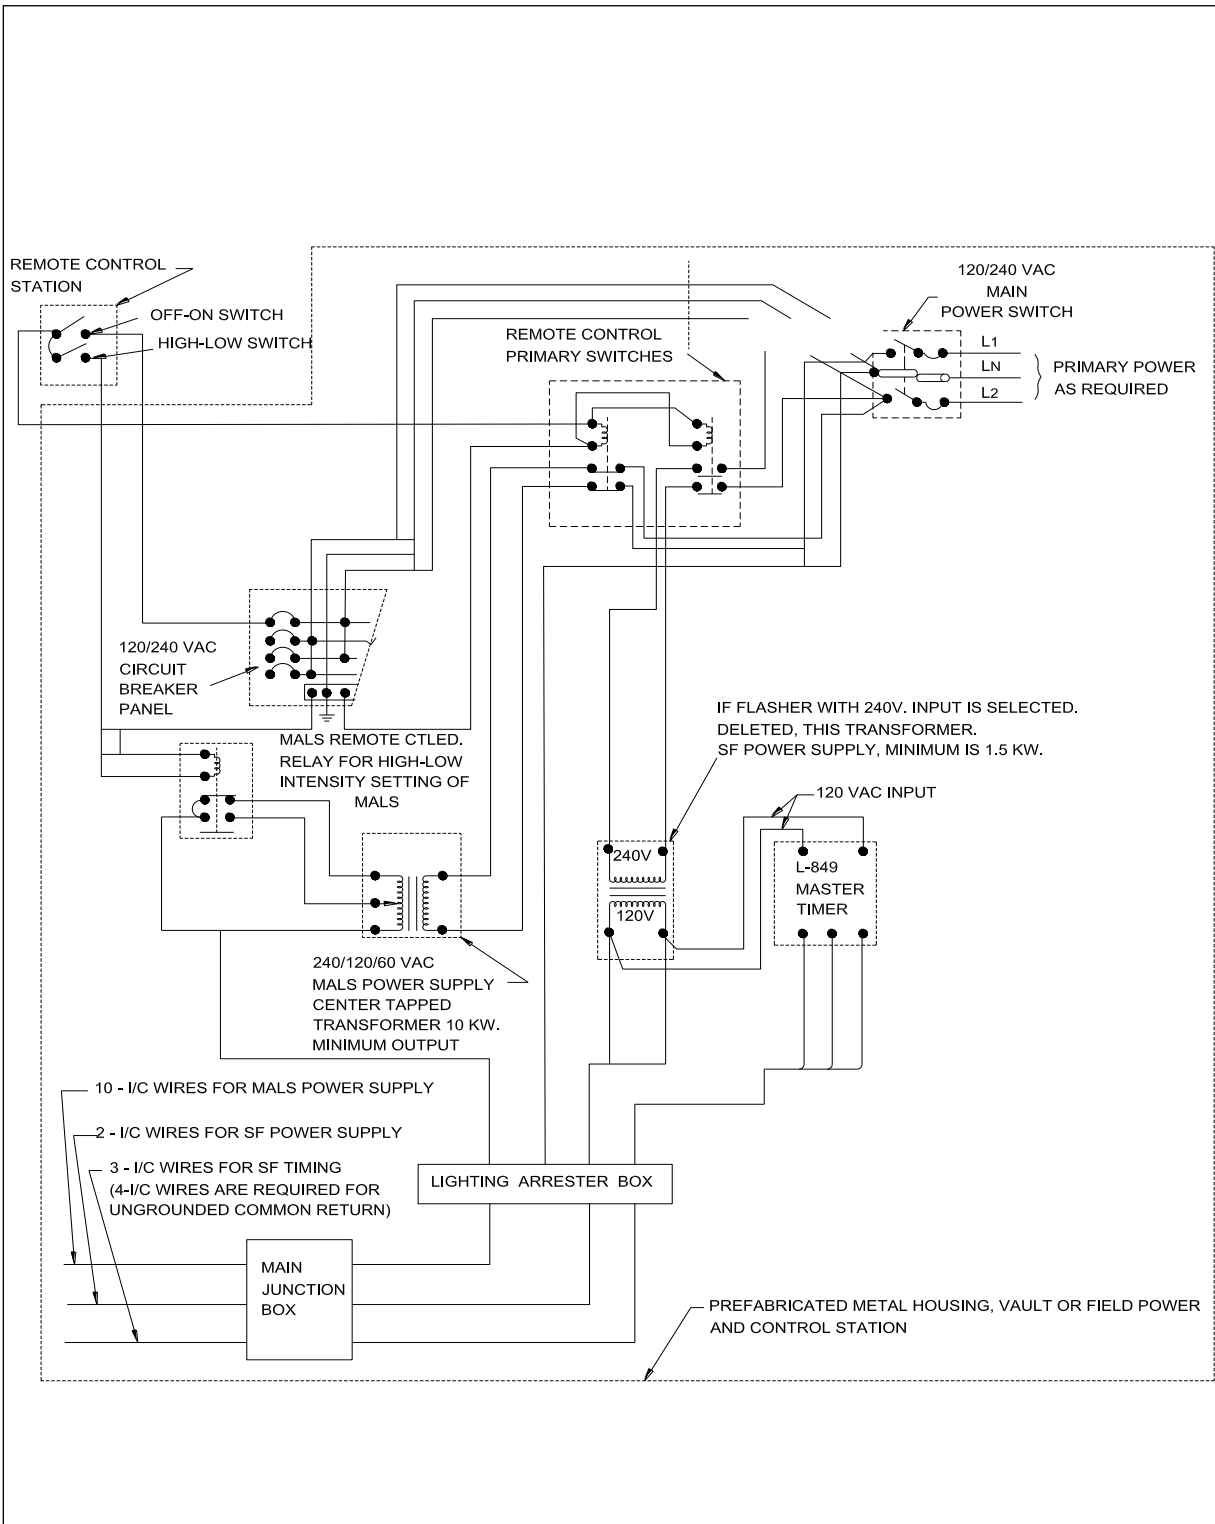 REMOTE CONTROL
STATION
OFF-ON SWITCH
HIGH-LOW SWITCH
REMOTE CONTROL
PRIMARY SWITCHES
120/240 VAC
MAIN
POWER SWITCH
L1
LN
L2
PRIMARY POWER
AS REQUIRED
120/240 VAC
CIRCUIT
BREAKER
PANEL
MALS REMOTE CTLED.
RELAY FOR HIGH-LOW
INTENSITY SETTING OF
MALS
IF FLASHER WITH 240V. INPUT IS SELECTED.
DELETED, THIS TRANSFORMER.
SF POWER SUPPLY, MINIMUM IS 1.5 KW.
120 VAC INPUT
240V
120V
L-849
MASTER
TIMER
240/120/60 VAC
MALS POWER SUPPLY
CENTER TAPPED
TRANSFORMER 10 KW.
MINIMUM OUTPUT
10 - I/C WIRES FOR MALS POWER SUPPLY
2 - I/C WIRES FOR SF POWER SUPPLY
3 - I/C WIRES FOR SF TIMING
(4-I/C WIRES ARE REQUIRED FOR
UNGROUNDED COMMON RETURN)
LIGHTING ARRESTER BOX
MAIN
JUNCTION
BOX
PREFABRICATED METAL HOUSING, VAULT OR FIELD POWER
AND CONTROL STATION